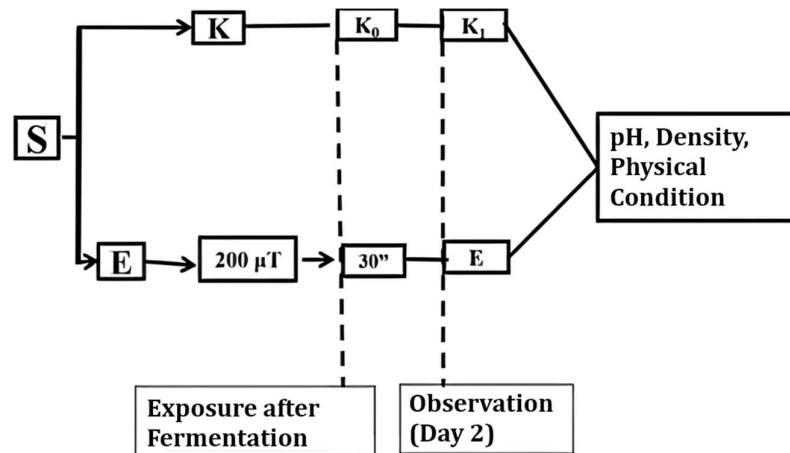 K
K₀
K₁
S
pH, Density,
Physical
Condition
E
200 µT
30”
E
Exposure after
Fermentation
Observation
(Day 2)